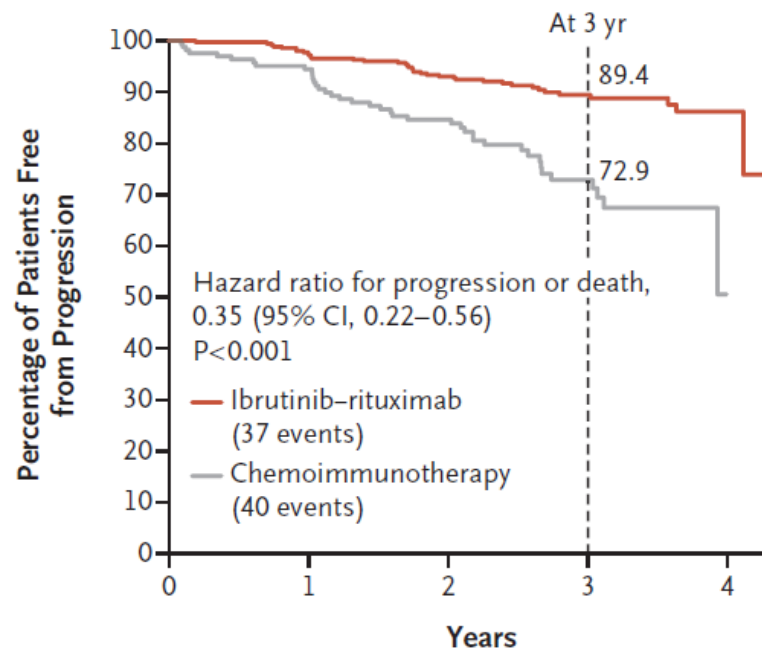 At 3 yr
100
90
80
70
60
50
40
30
20
10
0
Percentage of Patients Free
from Progression
89.4
72.9
Hazard ratio for progression or death,
0.35 (95% CI, 0.22–0.56)
P<0.001
Ibrutinib–rituximab
(37 events)
Chemoimmunotherapy
(40 events)
0 1 2 3 4
Years